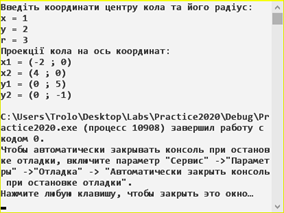 Введіть координати центру кола та його радіус:
x = 1
y = 2
r = 3
Проекції кола на ось координат:
x1 = (-2 ; 0)
x2 = (4 ; 0)
y1 = (0 ; 5)
y2 = (0 ; -1)
C:\Users\Trolo\Desktop\Labs\Practice2020\Debug\Pr
actice2020.exe (процесс 10908) завершил работу с
кодом 0.
Чтобы автоматически закрывать консоль при останов
ке отладки, включите параметр "Сервис" ->"Парамет
ры" ->"Отладка" -> "Автоматически закрыть консоль
при остановке отладки".
Нажмите любую клавишу, чтобы закрыть это окно…